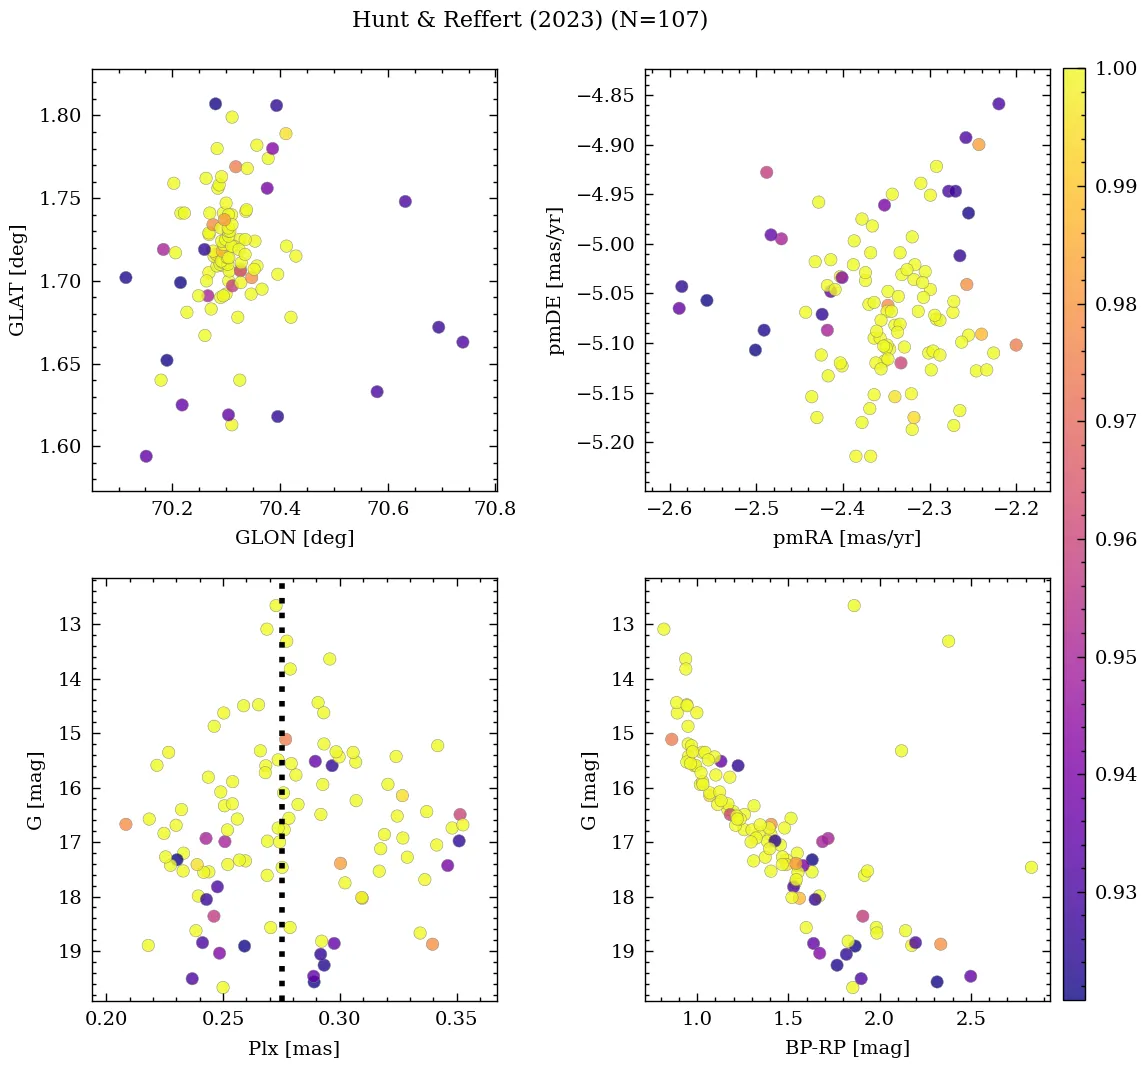 Hunt & Reffert (2023) (N=107)
1.80
1.75
1.70
1.65
1.60
GLAT [deg]
70.2 70.4 70.6 70.8
GLON [deg]
−4.85
−4.90
−4.95
−5.00
−5.05
−5.10
−5.15
−5.20
pmDE [mas/yr]
−2.6 −2.5 −2.4 −2.3 −2.2
pmRA [mas/yr]
1.00
0.99
0.98
0.97
0.96
0.95
0.94
0.93
13
14
15
16
17
18
19
G [mag]
0.20 0.25 0.30 0.35
Plx [mas]
13
14
15
16
17
18
19
G [mag]
1.0 1.5 2.0 2.5
BP-RP [mag]